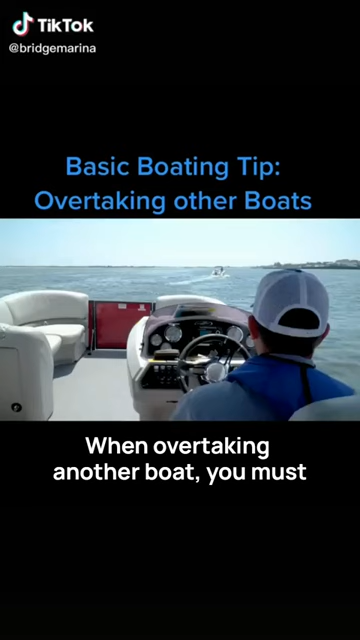 TikTok
@bridgemarina
Basic Boating Tip:
Overtaking other Boats
When overtaking
another boat, you must